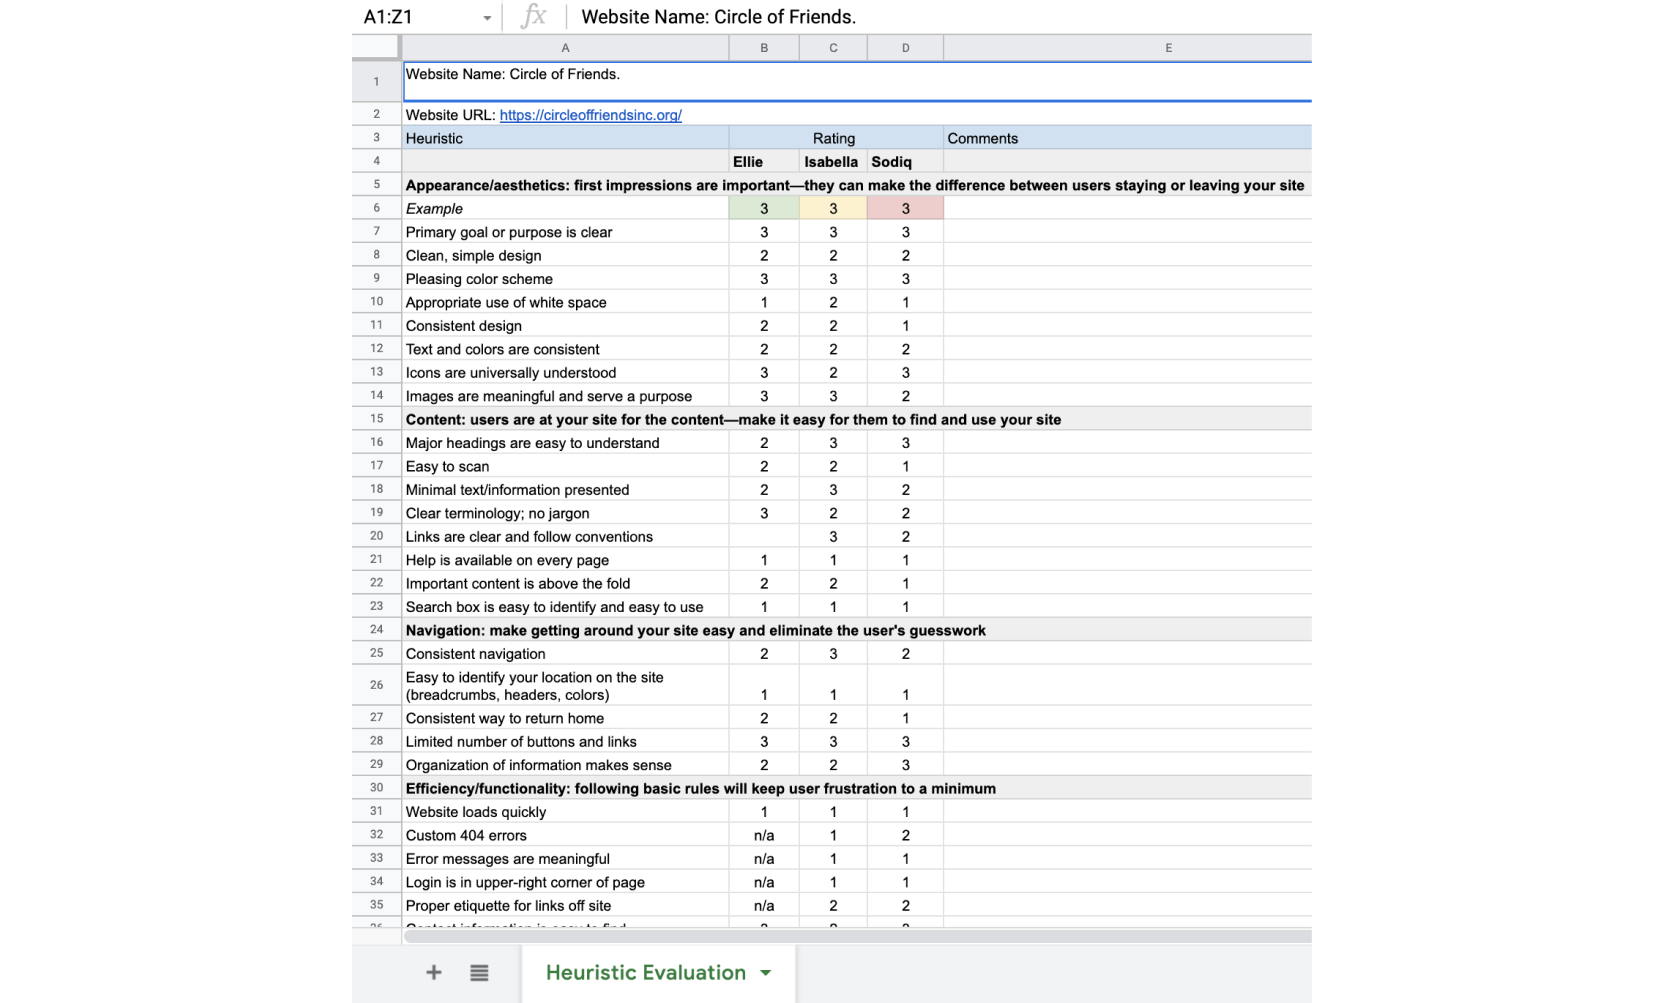 A1:Z1 fx Website Name: Circle of Friends.
A B C D E
1 Website Name: Circle of Friends.
2 Website URL: https://circleoffriendsinc.org/
3 Heuristic Rating Comments
4 Ellie Isabella Sodiq
5 Appearance/aesthetics: first impressions are important—they can make the difference between users staying or leaving your site
6 Example 3 3 3
7 Primary goal or purpose is clear 3 3 3
8 Clean, simple design 2 2 2
9 Pleasing color scheme 3 3 3
10 Appropriate use of white space 1 2 1
11 Consistent design 2 2 1
12 Text and colors are consistent 2 2 2
13 Icons are universally understood 3 2 3
14 Images are meaningful and serve a purpose 3 3 2
15 Content: users are at your site for the content—make it easy for them to find and use your site
16 Major headings are easy to understand 2 3 3
17 Easy to scan 2 2 1
18 Minimal text/information presented 2 3 2
19 Clear terminology; no jargon 3 2 2
20 Links are clear and follow conventions 3 2
21 Help is available on every page 1 1 1
22 Important content is above the fold 2 2 1
23 Search box is easy to identify and easy to use 1 1 1
24 Navigation: make getting around your site easy and eliminate the user's guesswork
25 Consistent navigation 2 3 2
26 Easy to identify your location on the site
(breadcrumbs, headers, colors) 1 1 1
27 Consistent way to return home 2 2 1
28 Limited number of buttons and links 3 3 3
29 Organization of information makes sense 2 2 3
30 Efficiency/functionality: following basic rules will keep user frustration to a minimum
31 Website loads quickly 1 1 1
32 Custom 404 errors n/a 1 2
33 Error messages are meaningful n/a 1 1
34 Login is in upper-right corner of page n/a 1 1
35 Proper etiquette for links off site n/a 2 2
Heuristic Evaluation